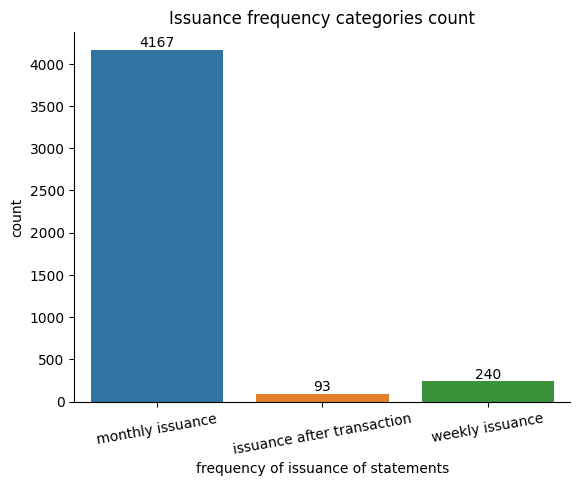 Issuance frequency categories count
4167
4000
3500
3000
2500
2000
1500
1000
500
0
count
93
240
monthly issuance
issuance after transaction
weekly issuance
frequency of issuance of statements